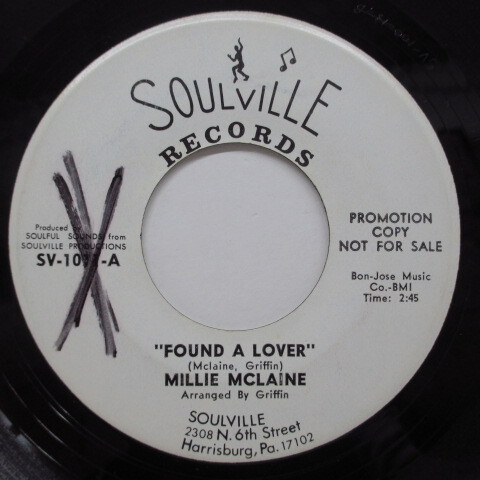 SOULVILLE
RECORDS
Produced by
SOULFUL SOUNDS from
SOULVILLE PRODUCTIONS
PROMOTION
COPY
NOT FOR SALE
Bon-Jose Music
Co.-BMI
Time: 2:45
"FOUND A LOVER"
(Mclaine, Griffin)
MILLIE MCLAINE
Arranged By Griffin
SOULVILLE
2308 N. 6th Street
Harrisburg, Pa. 17102